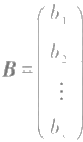 B = 
b₁
b₂
⋮
b